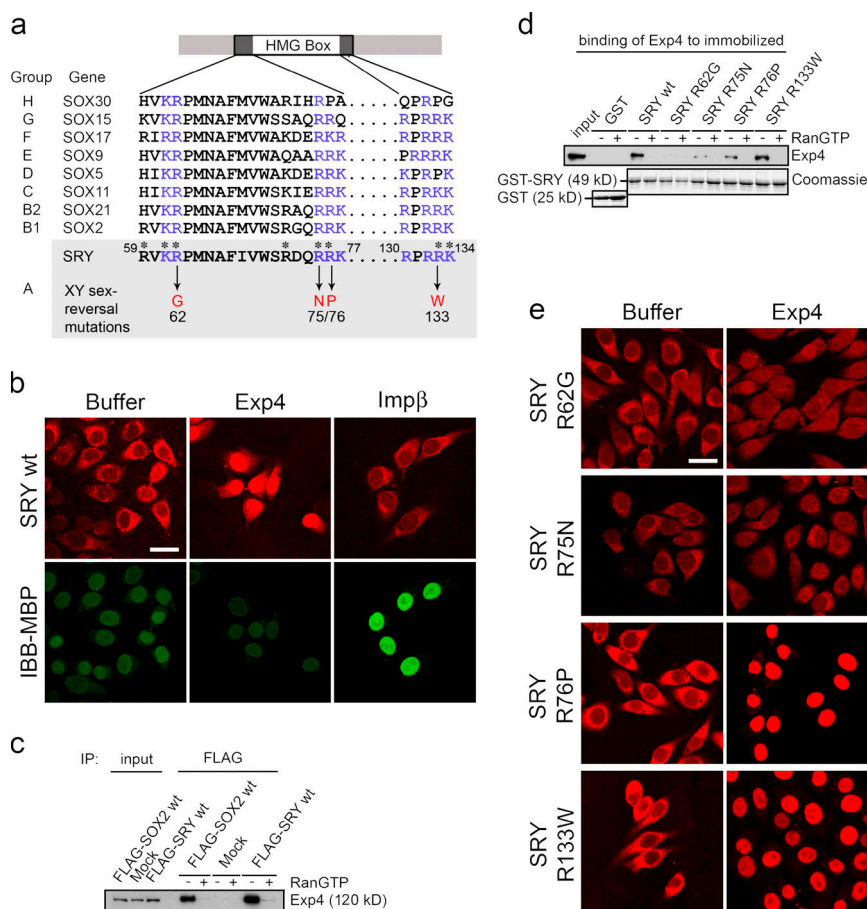 a
HMG Box
Group Gene
H SOX30 HVKRPMNAFMVWARIHRPA.....QPRPG
G SOX15 KVKRPMNAFMVWSSAQRRQ.....RPRRK
F SOX17 RIRRPMNAFMVWAKDERKR.....RPRRR
E SOX9 HVKRPMNAFMVWAQAARRK.....PRRRK
D SOX5 HIKRPMNAFMVWAKDERRK.....KPRPK
C SOX11 HVKRPMNAFMVWSKIERRK.....RPRKK
B2 SOX21 HVKRPMNAFMVWSRAQRRK.....RPRRK
B1 SOX2 RVKRPMNAFMVWSRGQRRK.....RPRRK
59 * ** * ** 77 130 ** 134
SRY RVKRPMNAFIVWSRDQRRK.....RPRRK
A
XY sex-reversal mutations
G NP W
62 75/76 133
b
Buffer Exp4 Impβ
SRY wt
IBB-MBP
c
IP: input FLAG
FLAG-SOX2 wt Mock FLAG-SRY wt FLAG-SOX2 wt Mock FLAG-SRY wt
- + - + - + RanGTP
Exp4 (120 kD)
d
binding of Exp4 to immobilized
input GST SRY wt SRY R62G SRY R75N SRY R76P SRY R133W
- + - + - + - + - + - + RanGTP
Exp4
GST-SRY (49 kD) Coomassie
GST (25 kD)
e
Buffer Exp4
SRY R62G
SRY R75N
SRY R76P
SRY R133W